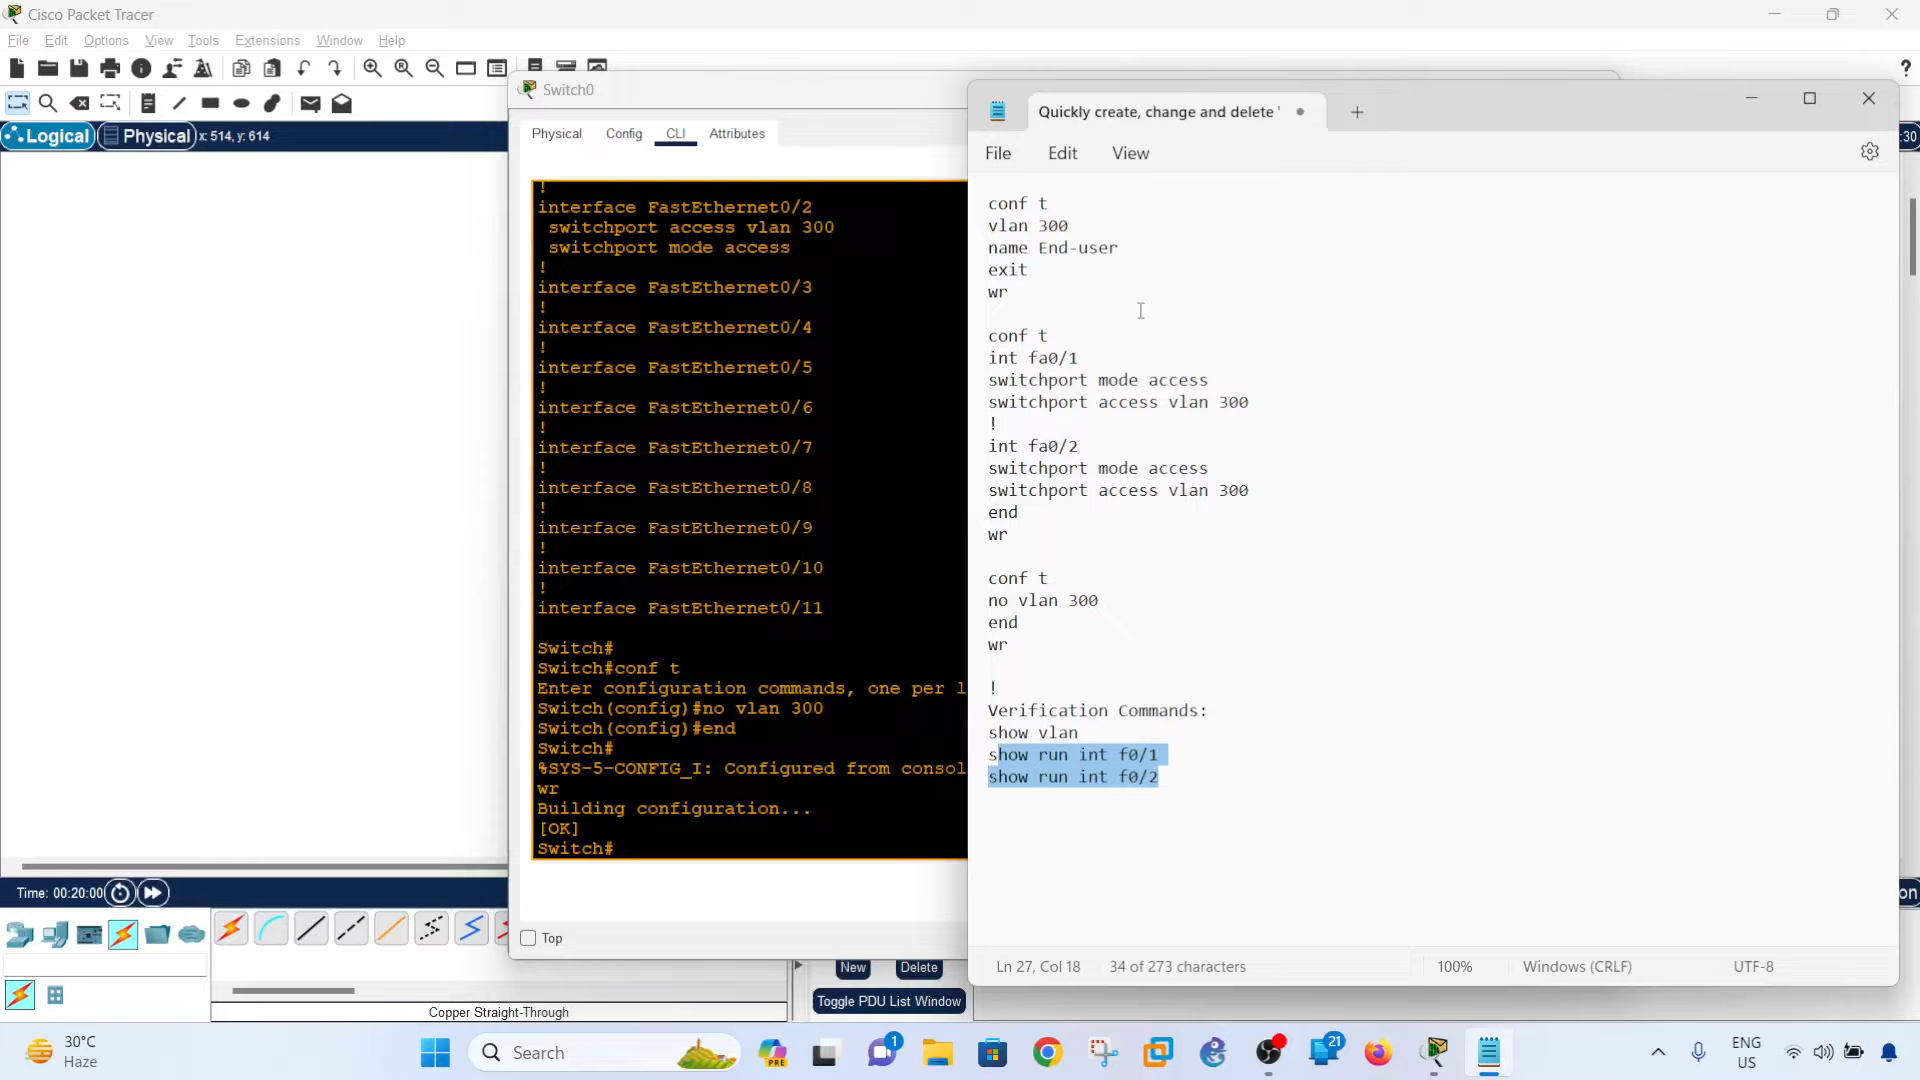 Cisco Packet Tracer
File Edit Options View Tools Extensions Window Help
?
Logical Physical x: 514, y: 614
:30
Switch0
Physical Config CLI Attributes
!
interface FastEthernet0/2
switchport access vlan 300
switchport mode access
!
interface FastEthernet0/3
!
interface FastEthernet0/4
!
interface FastEthernet0/5
!
interface FastEthernet0/6
!
interface FastEthernet0/7
!
interface FastEthernet0/8
!
interface FastEthernet0/9
!
interface FastEthernet0/10
!
interface FastEthernet0/11
Switch#
Switch#conf t
Enter configuration commands, one per l
Switch(config)#no vlan 300
Switch(config)#end
Switch#
%SYS-5-CONFIG_I: Configured from consol
wr
Building configuration...
[OK]
Switch#
Top
Quickly create, change and delete '
File Edit View
conf t
vlan 300
name End-user
exit
wr
conf t
int fa0/1
switchport mode access
switchport access vlan 300
!
int fa0/2
switchport mode access
switchport access vlan 300
end
wr
conf t
no vlan 300
end
wr
!
Verification Commands:
show vlan
show run int f0/1
show run int f0/2
Ln 27, Col 18 34 of 273 characters 100% Windows (CRLF) UTF-8
Time: 00:20:00
on
New Delete
Toggle PDU List Window
Copper Straight-Through
30°C
Haze
Search
PRE
1
21
ENG
US